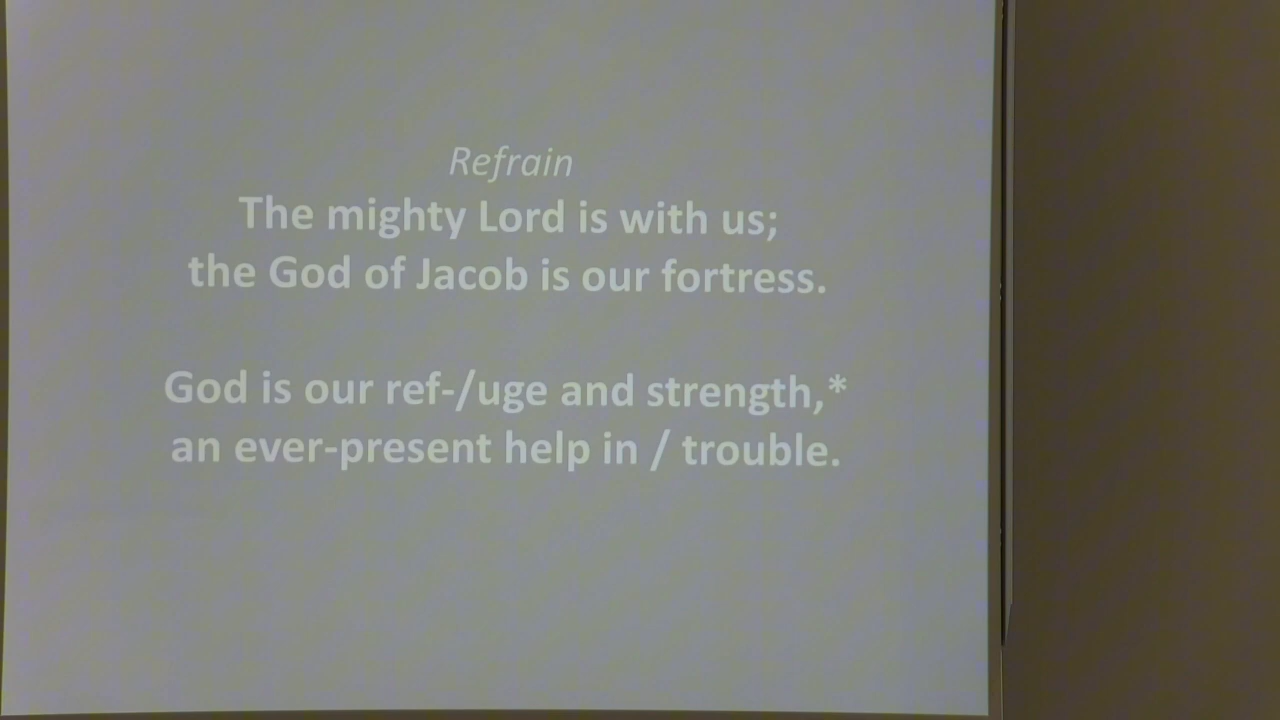 Refrain
The mighty Lord is with us;
the God of Jacob is our fortress.
God is our ref-/uge and strength,*
an ever-present help in / trouble.